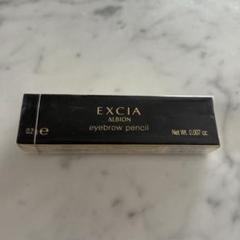 EXCIA
ALBION
eyebrow pencil
0.2 g e Net Wt. 0.007 oz.